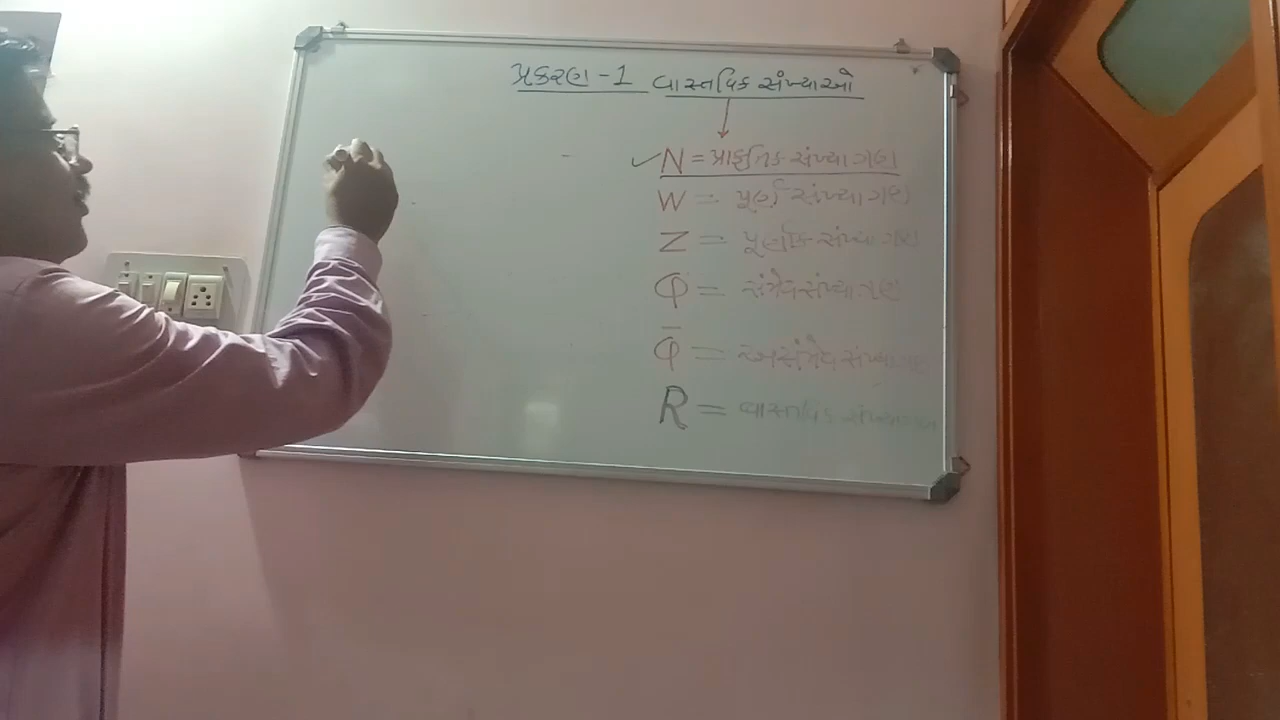 પ્રકરણ -1 વાસ્તવિક સંખ્યાઓ
✓N = પ્રાકૃતિક સંખ્યા ગણ
W = પૂર્ણ સંખ્યા ગણ
Z = પૂર્ણાંક સંખ્યા ગણ
Q = સંમેય સંખ્યા ગણ
Q̅ = અસંમેય સંખ્યા ગણ
R = વાસ્તવિક સંખ્યા ગણ